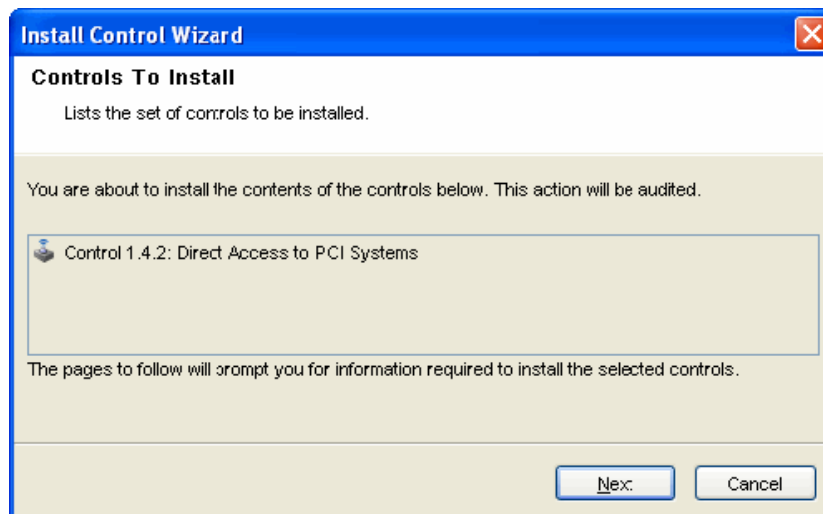 Install Control Wizard
Controls To Install
Lists the set of controls to be installed.
You are about to install the contents of the controls below. This action will be audited.
Control 1.4.2: Direct Access to PCI Systems
The pages to follow will prompt you for information required to install the selected controls.
Next
Cancel